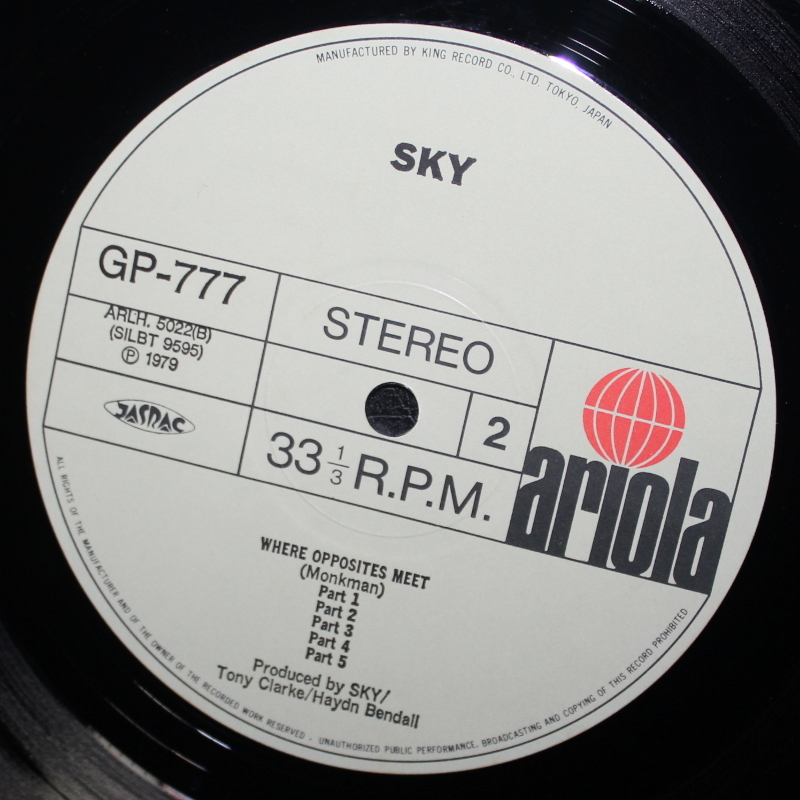 MANUFACTURED BY KING RECORD CO., LTD. TOKYO, JAPAN
SKY
GP-777
STEREO
ARLH. 5022(B)
(SILBT 9595)
Ⓟ 1979
2
JASRAC
33 1/3 R.P.M.
ariola
WHERE OPPOSITES MEET
(Monkman)
Part 1
Part 2
Part 3
Part 4
Part 5
Produced by SKY/
Tony Clarke/Haydn Bendall
ALL RIGHTS OF THE MANUFACTURER AND OF THE OWNER OF THE RECORDED WORK RESERVED - UNAUTHORIZED PUBLIC PERFORMANCE, BROADCASTING AND COPYING OF THIS RECORD PROHIBITED